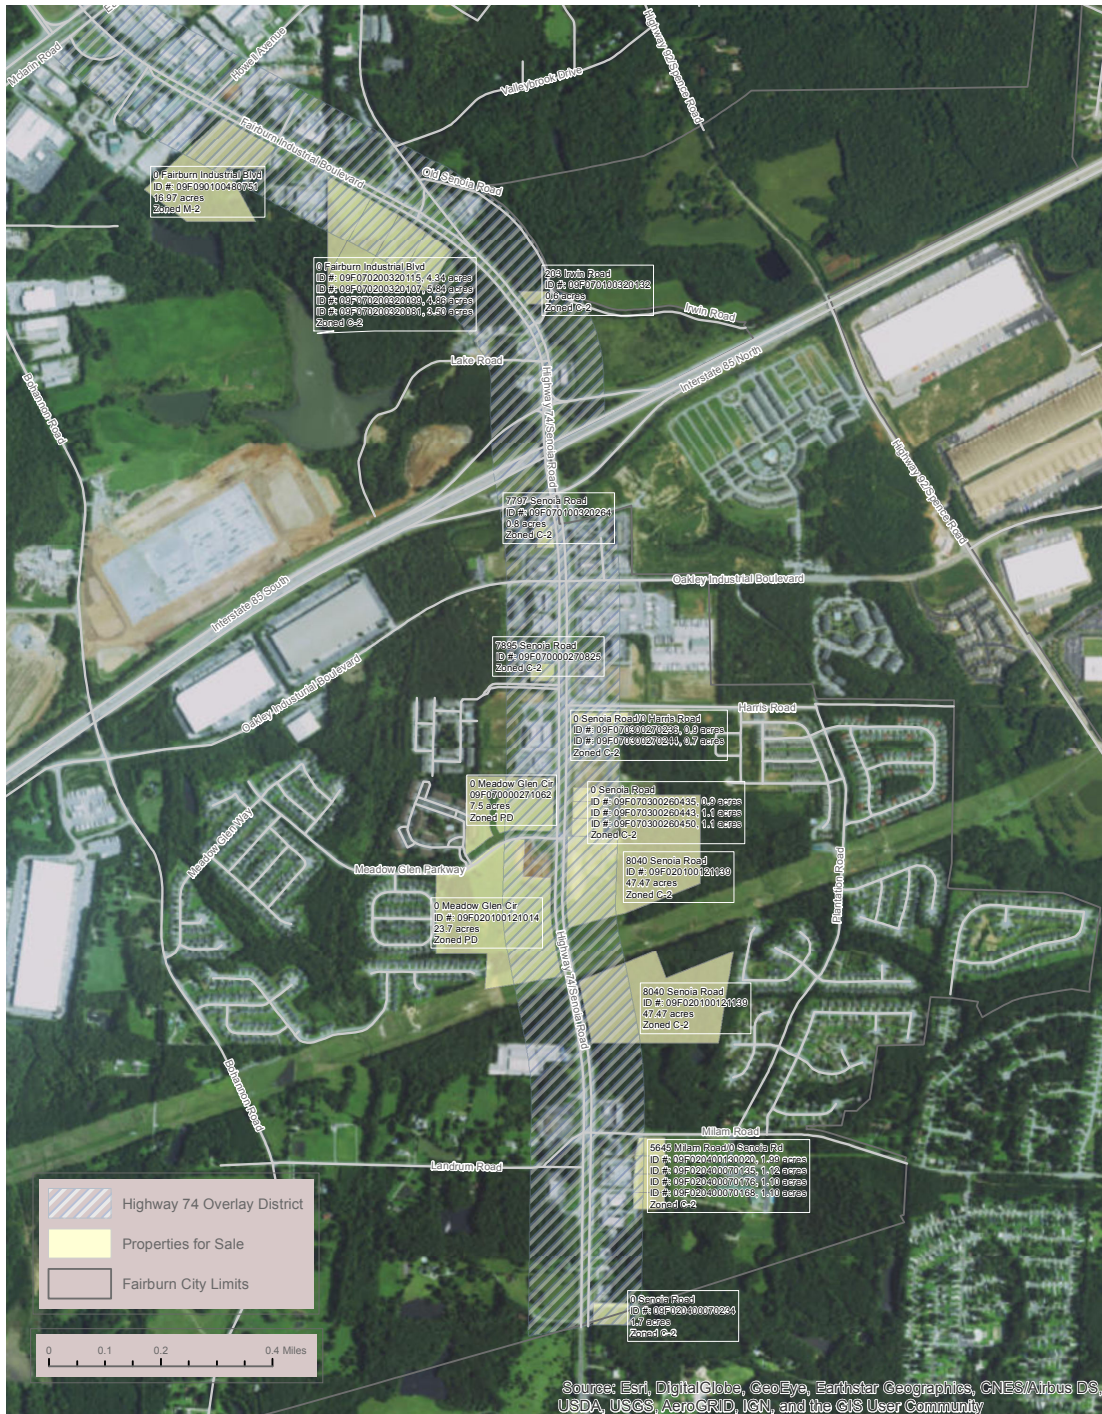 Mclarin Road
Howell Avenue
Valleybrook Drive
Highway 92/Spence Road
Fairburn Industrial Boulevard
Old Senoia Road
0 Fairburn Industrial Blvd
ID #: 09F090100480751
16.97 acres
Zoned M-2
0 Fairburn Industrial Blvd
ID #: 09F070200320115, 4.34 acres
ID #: 09F070200320107, 5.84 acres
ID #: 09F070200320099, 4.86 acres
ID #: 09F070200320081, 3.50 acres
Zoned C-2
203 Irwin Road
ID #: 09F070100320132
0.6 acres
Zoned C-2
Irwin Road
Lake Road
Interstate 85 North
Highway 74/Senoia Road
Bohannon Road
Highway 92/Spence Road
7797 Senoia Road
ID #: 09F070100320264
0.8 acres
Zoned C-2
Oakley Industrial Boulevard
Interstate 85 South
7895 Senoia Road
ID #: 09F070000270825
Zoned C-2
Oakley Industurial Boulevard
Harris Road
0 Senoia Road/0 Harris Road
ID #: 09F070300270236, 0.9 acres
ID #: 09F070300270244, 0.7 acres
Zoned C-2
0 Meadow Glen Cir
09F070000271062
7.5 acres
Zoned PD
0 Senoia Road
ID #: 09F070300260435, 0.9 acres
ID #: 09F070300260443, 1.1 acres
ID #: 09F070300260450, 1.1 acres
Zoned C-2
Meadow Glen Way
Meadow Glen Parkway
8040 Senoia Road
ID #: 09F020100121139
47.47 acres
Zoned C-2
Plantation Road
0 Meadow Glen Cir
ID #: 09F020100121014
23.7 acres
Zoned PD
Highway 74/Senoia Road
8040 Senoia Road
ID #: 09F020100121139
47.47 acres
Zoned C-2
Bohannon Road
Milam Road
Landrum Road
5645 Milam Road/0 Senoia Rd
ID #: 09F020400130020, 1.99 acres
ID #: 09F020400070135, 1.12 acres
ID #: 09F020400070176, 1.10 acres
ID #: 09F020400070168, 1.10 acres
Zoned C-2
Highway 74 Overlay District
Properties for Sale
Fairburn City Limits
0 Senoia Road
ID #: 09F020400070234
1.7 acres
Zoned C-2
0 0.1 0.2 0.4 Miles
Source: Esri, DigitalGlobe, GeoEye, Earthstar Geographics, CNES/Airbus DS,
USDA, USGS, AeroGRID, IGN, and the GIS User Community